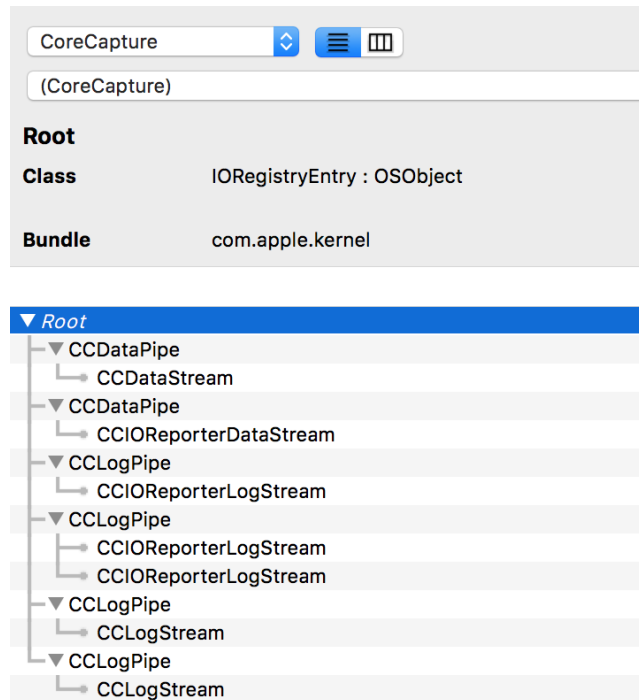 CoreCapture
(CoreCapture)
Root
Class IORegistryEntry : OSObject
Bundle com.apple.kernel
Root
CCDataPipe
CCDataStream
CCDataPipe
CCIOReporterDataStream
CCLogPipe
CCIOReporterLogStream
CCLogPipe
CCIOReporterLogStream
CCIOReporterLogStream
CCLogPipe
CCLogStream
CCLogPipe
CCLogStream